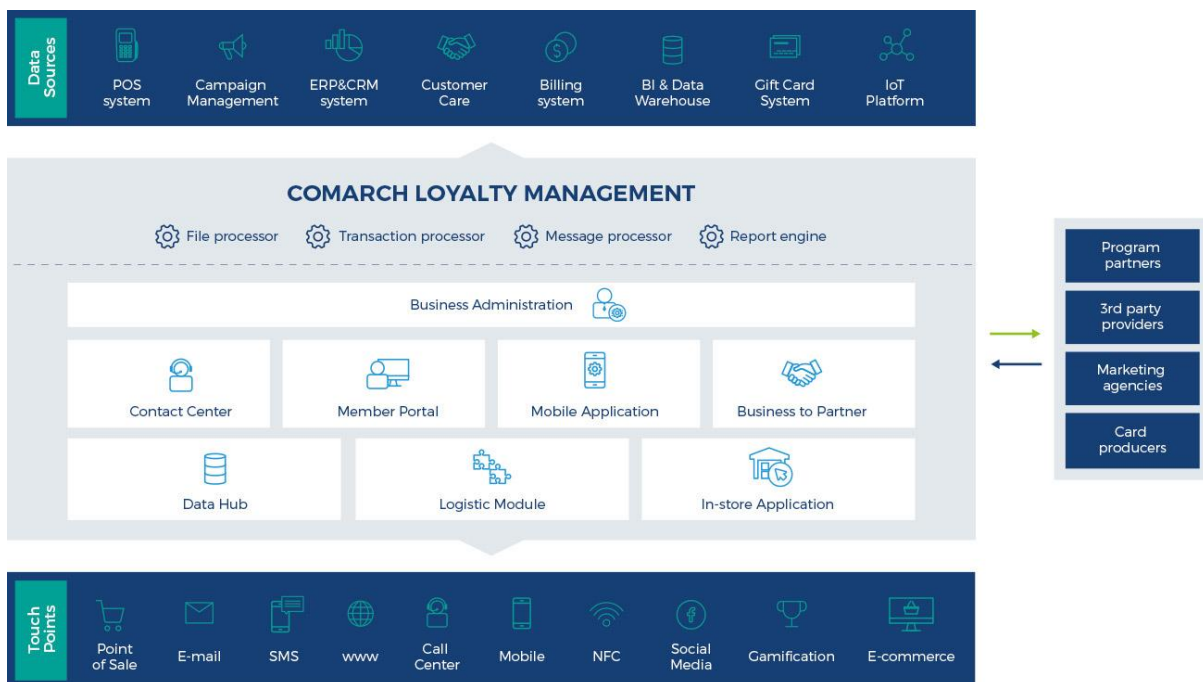 Data
Sources
POS
system
Campaign
Management
ERP&CRM
system
Customer
Care
Billing
system
BI & Data
Warehouse
Gift Card
System
IoT
Platform
COMARCH LOYALTY MANAGEMENT
File processor
Transaction processor
Message processor
Report engine
Business Administration
Contact Center
Member Portal
Mobile Application
Business to Partner
Data Hub
Logistic Module
In-store Application
Program
partners
3rd party
providers
Marketing
agencies
Card
producers
Touch
Points
Point
of Sale
E-mail
SMS
www
Call
Center
Mobile
NFC
Social
Media
Gamification
E-commerce